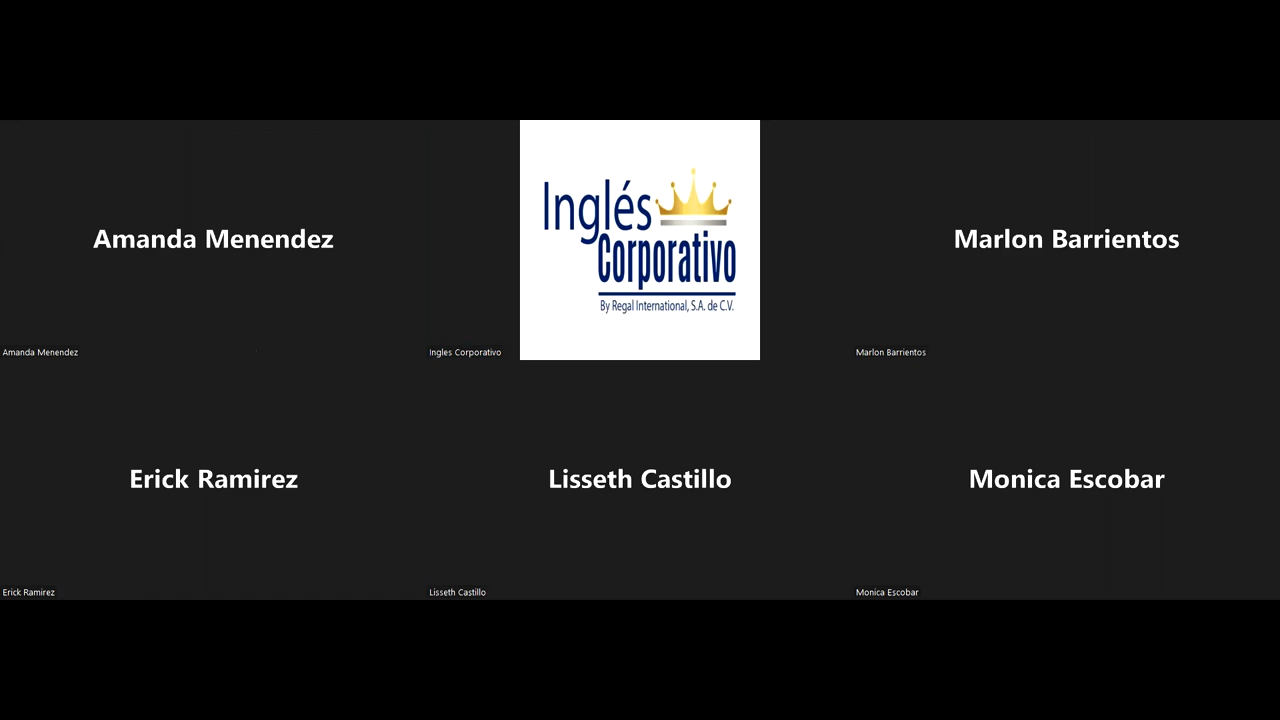 Amanda Menendez
Amanda Menendez
Inglés
Corporativo
By Regal International, S.A. de C.V.
Ingles Corporativo
Marlon Barrientos
Marlon Barrientos
Erick Ramirez
Erick Ramirez
Lisseth Castillo
Lisseth Castillo
Monica Escobar
Monica Escobar